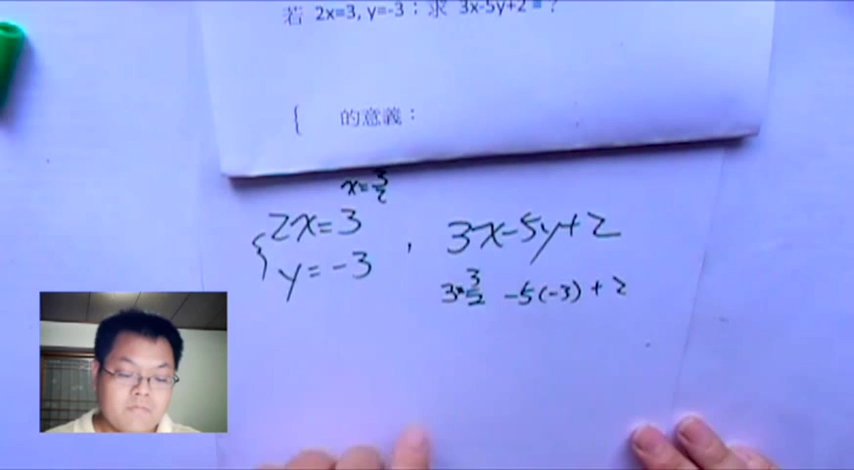 若 2x=3, y=-3；求 3x-5y+2 = ?
{ 的意義：
x=3/2
{ 2x=3 , 3x-5y+2
y=-3
3*3/2 -5(-3)+2